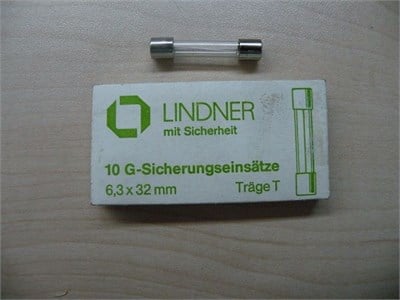 LINDNER
mit Sicherheit
10 G-Sicherungseinsätze
6,3 x 32 mm Träge T